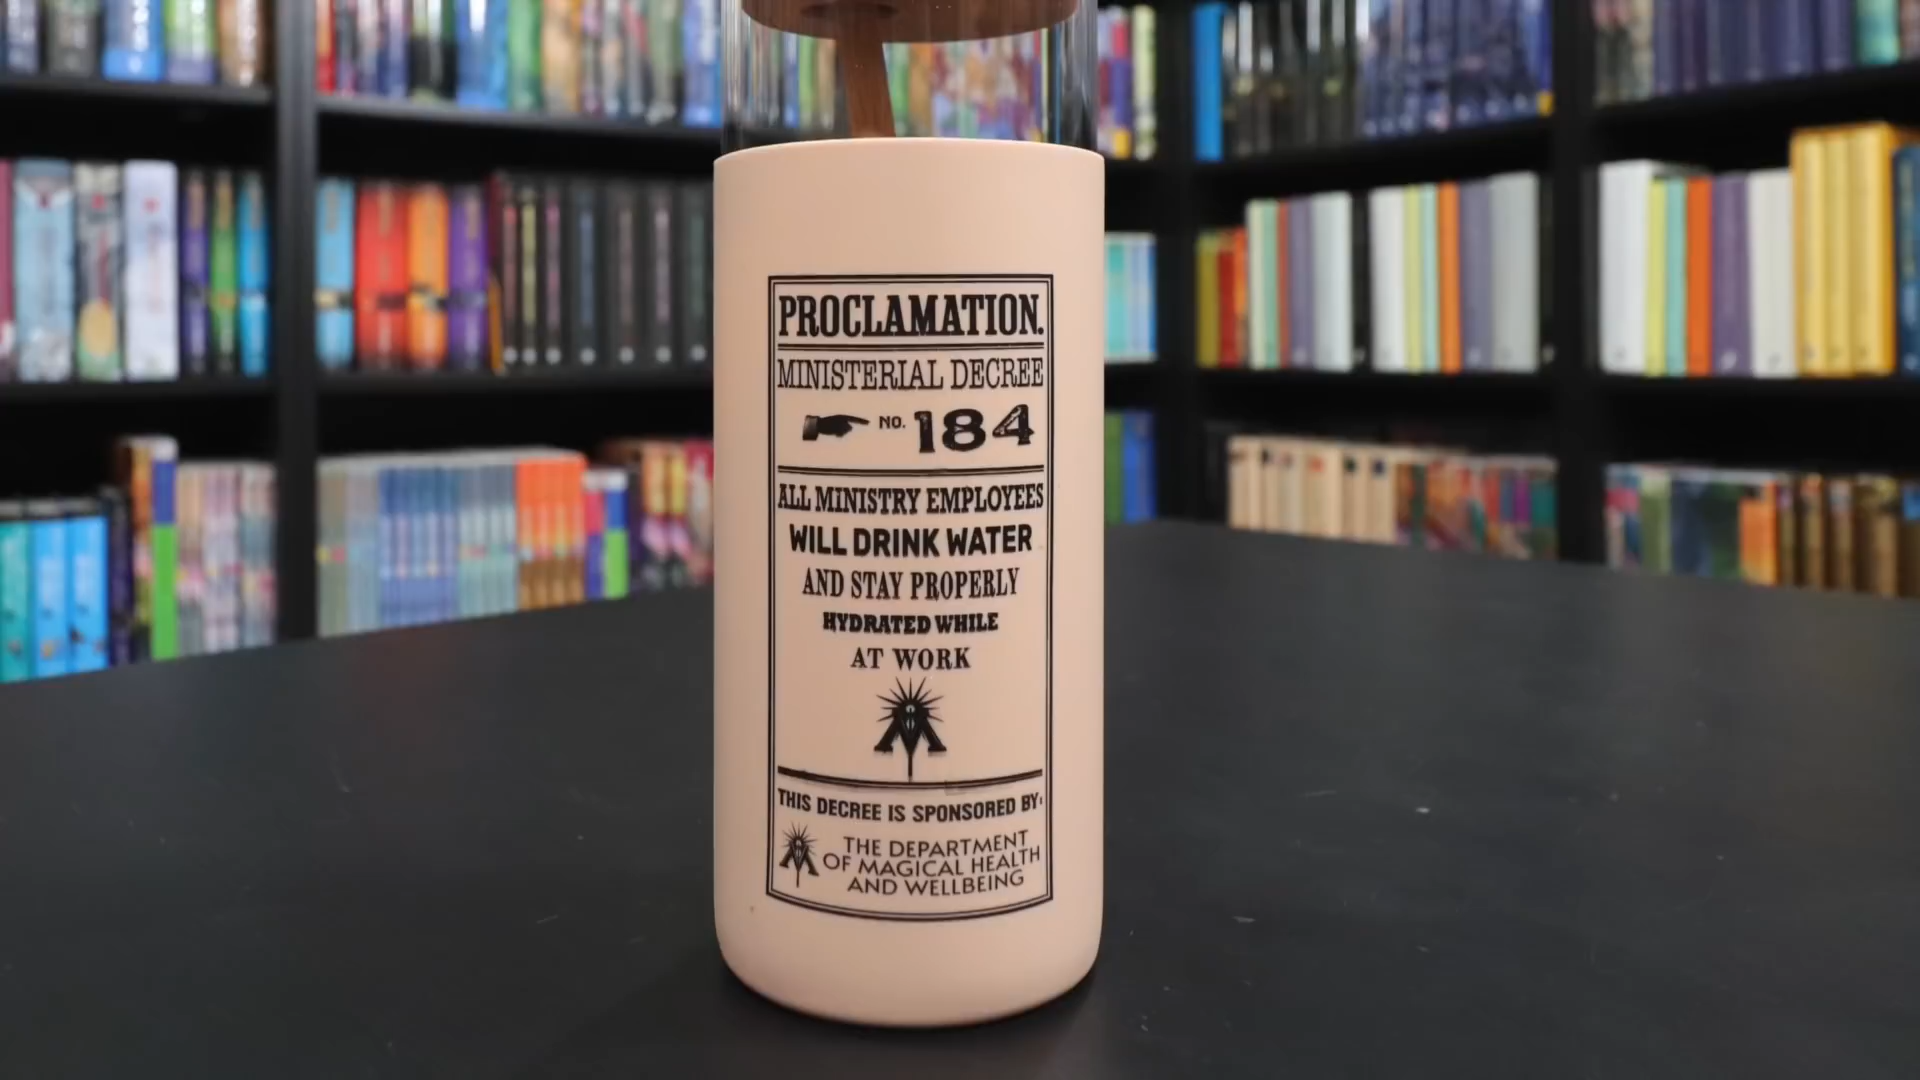 PROCLAMATION.
MINISTERIAL DECREE
NO. 184
ALL MINISTRY EMPLOYEES
WILL DRINK WATER
AND STAY PROPERLY
HYDRATED WHILE
AT WORK
THIS DECREE IS SPONSORED BY:
THE DEPARTMENT
OF MAGICAL HEALTH
AND WELLBEING